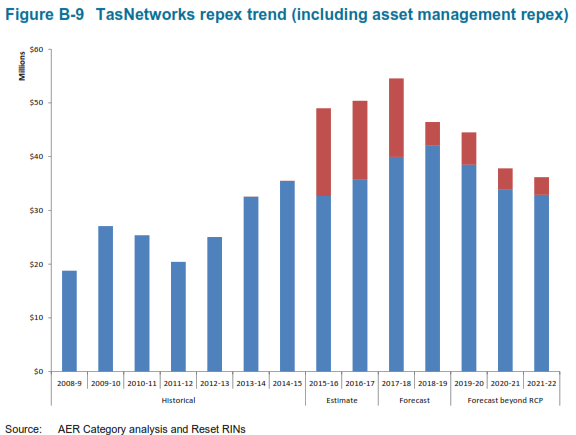 Figure B-9 TasNetworks repex trend (including asset management repex)
Millions
$60
$50
$40
$30
$20
$10
$0
2008-9 2009-10 2010-11 2011-12 2012-13 2013-14 2014-15 2015-16 2016-17 2017-18 2018-19 2019-20 2020-21 2021-22
Historical Estimate Forecast Forecast beyond RCP
Source: AER Category analysis and Reset RINs